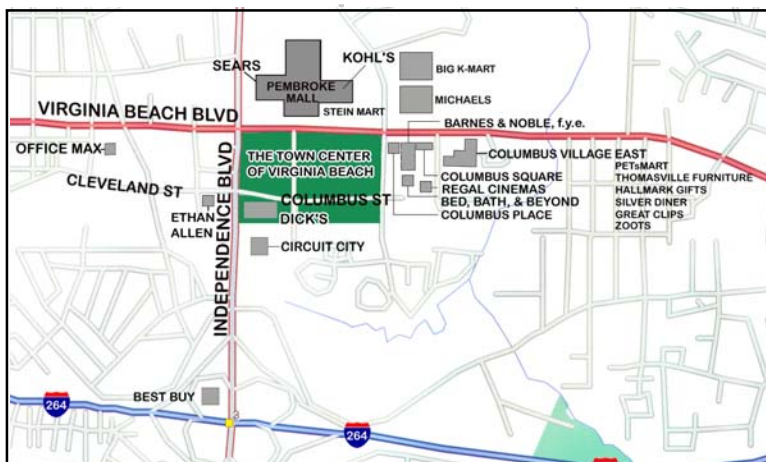 SEARS
KOHL'S
PEMBROKE
MALL
STEIN MART
BIG K-MART
MICHAELS
VIRGINIA BEACH BLVD
BARNES & NOBLE, f.y.e.
OFFICE MAX
THE TOWN CENTER
OF VIRGINIA BEACH
COLUMBUS VILLAGE EAST
PETsMART
THOMASVILLE FURNITURE
HALLMARK GIFTS
SILVER DINER
GREAT CLIPS
ZOOTS
COLUMBUS SQUARE
REGAL CINEMAS
BED, BATH, & BEYOND
COLUMBUS PLACE
CLEVELAND ST
COLUMBUS ST
ETHAN
ALLEN
DICK'S
INDEPENDENCE BLVD
CIRCUIT CITY
BEST BUY
264
264